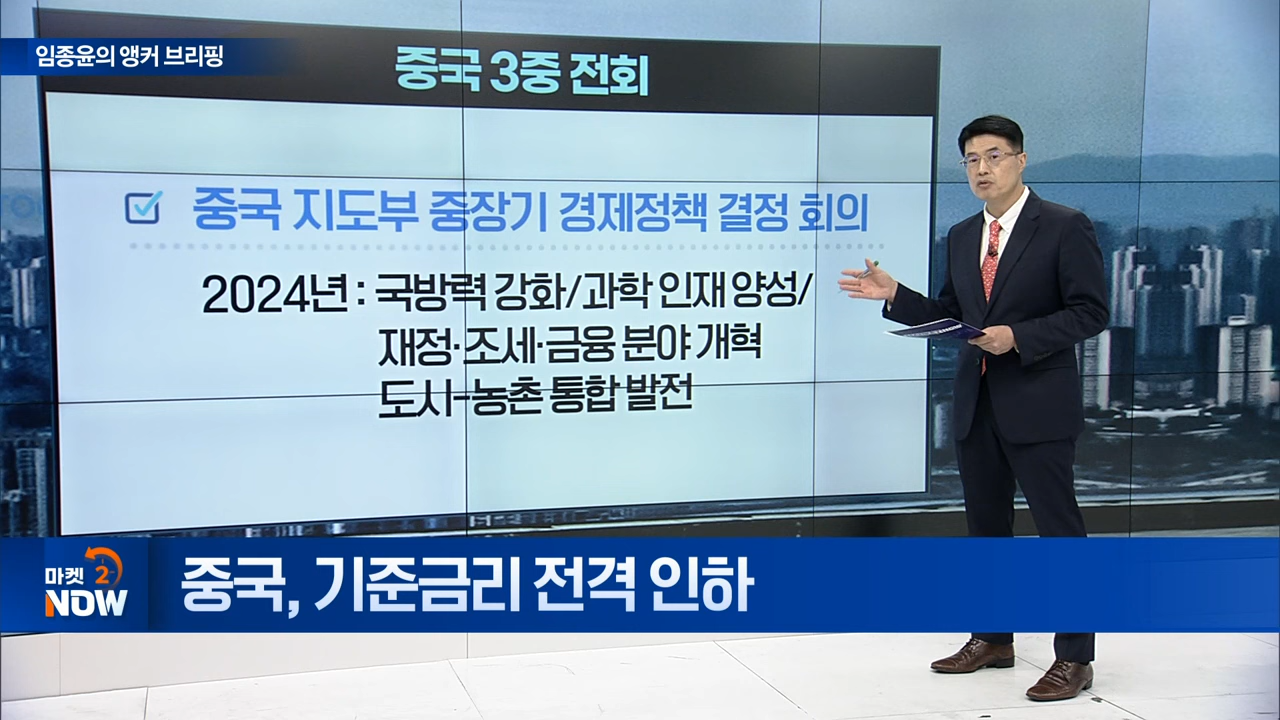 임종윤의 앵커 브리핑
중국 3중 전회
중국 지도부 중장기 경제정책 결정 회의
2024년 : 국방력 강화/과학 인재 양성/
재정·조세·금융 분야 개혁
도시-농촌 통합 발전
마켓 2
NOW
중국, 기준금리 전격 인하